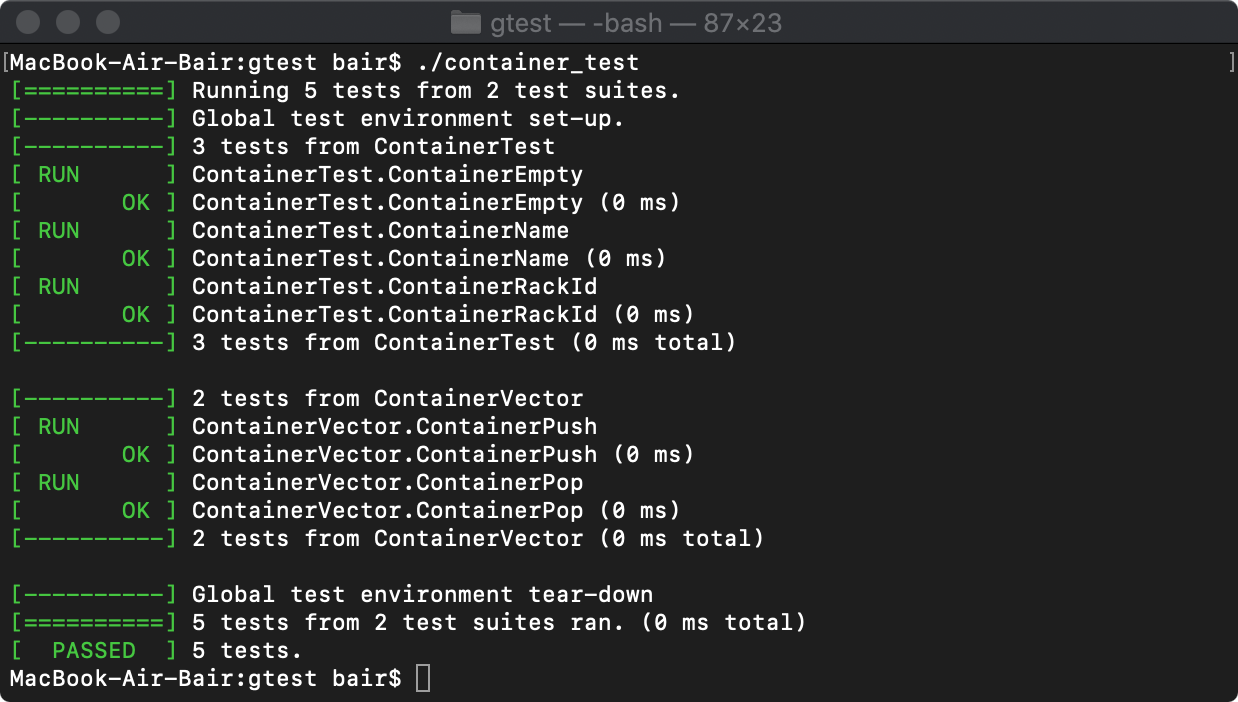 gtest — -bash — 87×23
[MacBook-Air-Bair:gtest bair$ ./container_test ]
[==========] Running 5 tests from 2 test suites.
[----------] Global test environment set-up.
[----------] 3 tests from ContainerTest
[ RUN      ] ContainerTest.ContainerEmpty
[       OK ] ContainerTest.ContainerEmpty (0 ms)
[ RUN      ] ContainerTest.ContainerName
[       OK ] ContainerTest.ContainerName (0 ms)
[ RUN      ] ContainerTest.ContainerRackId
[       OK ] ContainerTest.ContainerRackId (0 ms)
[----------] 3 tests from ContainerTest (0 ms total)
[----------] 2 tests from ContainerVector
[ RUN      ] ContainerVector.ContainerPush
[       OK ] ContainerVector.ContainerPush (0 ms)
[ RUN      ] ContainerVector.ContainerPop
[       OK ] ContainerVector.ContainerPop (0 ms)
[----------] 2 tests from ContainerVector (0 ms total)
[----------] Global test environment tear-down
[==========] 5 tests from 2 test suites ran. (0 ms total)
[  PASSED  ] 5 tests.
MacBook-Air-Bair:gtest bair$